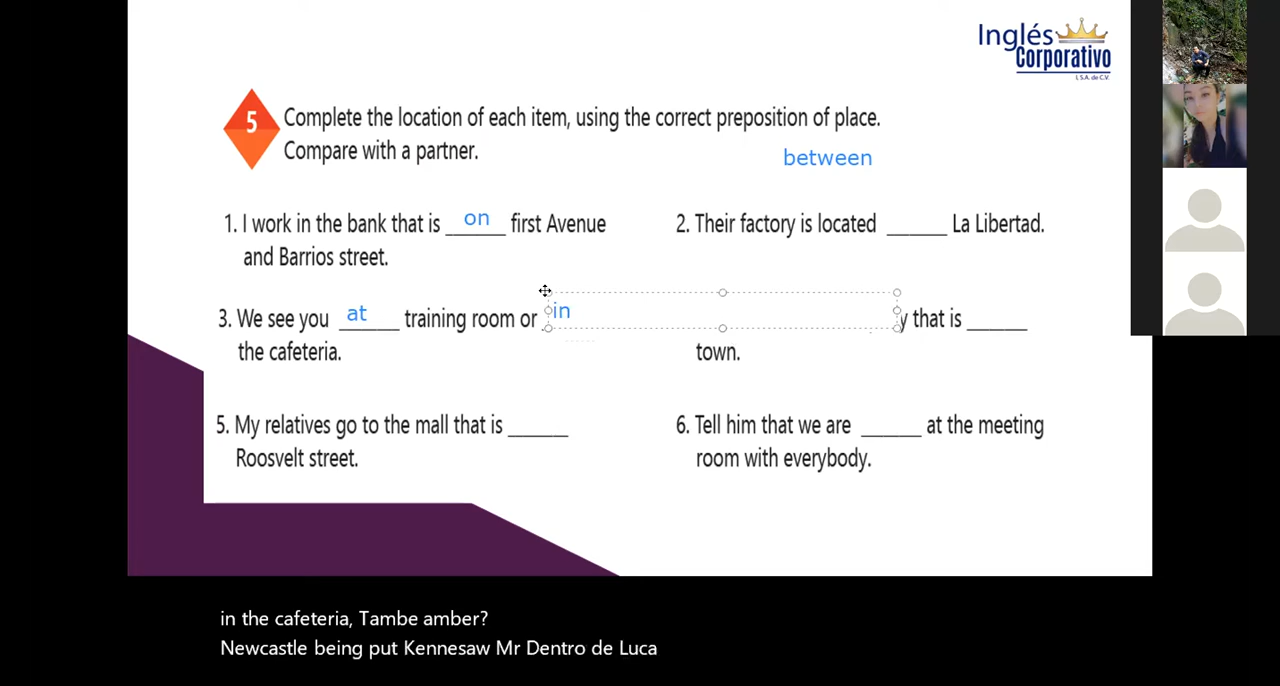 Inglés
Corporativo
I, S.A. de C.V.
5
Complete the location of each item, using the correct preposition of place.
Compare with a partner.
between
1. I work in the bank that is on first Avenue
and Barrios street.
2. Their factory is located ______ La Libertad.
3. We see you at training room or in
the cafeteria.
y that is ______
town.
5. My relatives go to the mall that is ______
Roosvelt street.
6. Tell him that we are ______ at the meeting
room with everybody.
in the cafeteria, Tambe amber?
Newcastle being put Kennesaw Mr Dentro de Luca